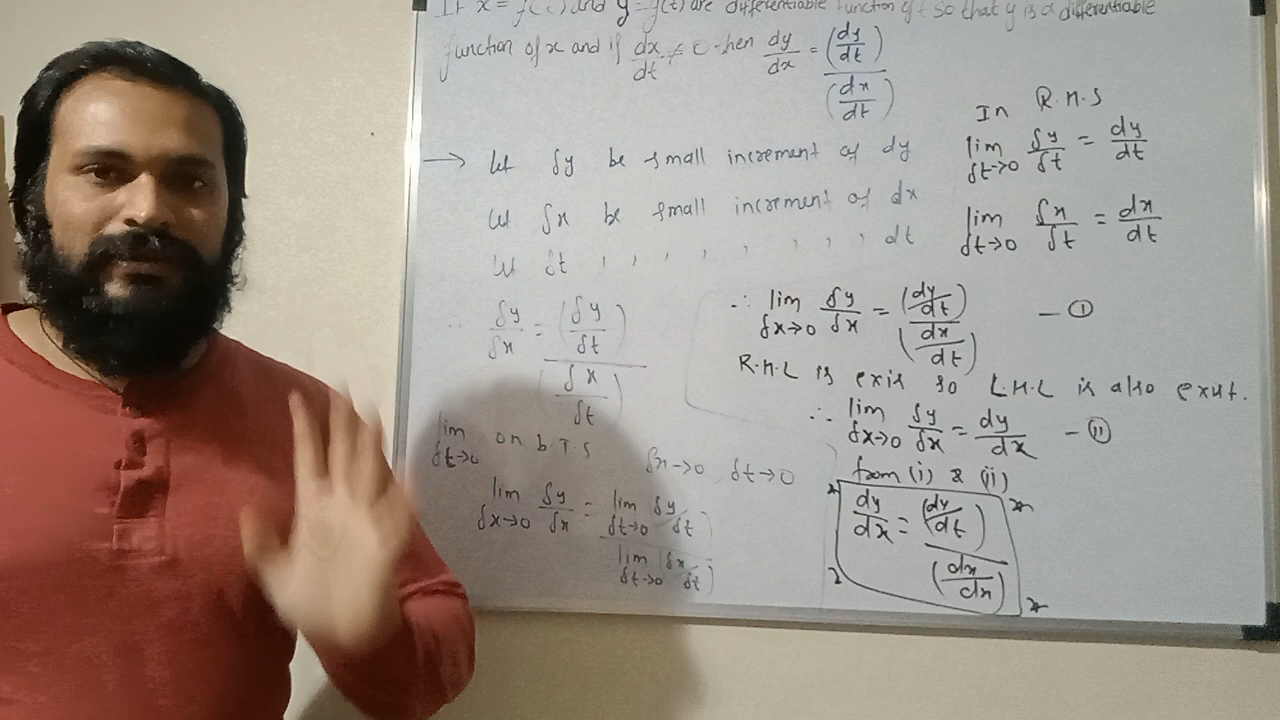 If x = f(t) and y = f(t) are differentiable function of t so that y is a differentiable
function of x and if dx/dt ≠ 0 then dy/dx = (dy/dt)/(dx/dt)
→ Let δy be small increment of dy
Let δx be small increment of dx
Let δt , , , , , , , dt
∴ δy/δx = (δy/δt)/(δx/δt)
lim δt→0 on b.T.S δx→0 δt→0
lim δx→0 δy/δx = lim δt→0 (δy/δt) / lim δt→0 (δx/δt)
In R.H.S
lim δt→0 δy/δt = dy/dt
lim δt→0 δx/δt = dx/dt
∴ lim δx→0 δy/δx = (dy/dt)/(dx/dt) — ①
R.H.L is exis so L.H.L is also exist.
∴ lim δx→0 δy/δx = dy/dx — ⑪
from (i) & (ii)
dy/dx = (dy/dt)/(dx/dx)